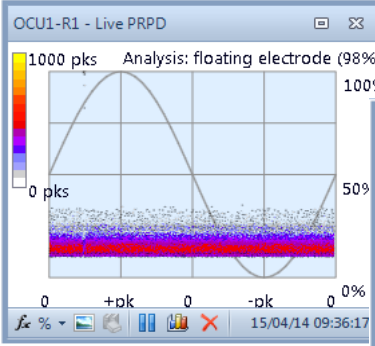 OCU1-R1 - Live PRPD
1000 pks Analysis: floating electrode (98%
100%
0 pks
50%
0%
0 +pk 0 -pk 0
fx % 15/04/14 09:36:17